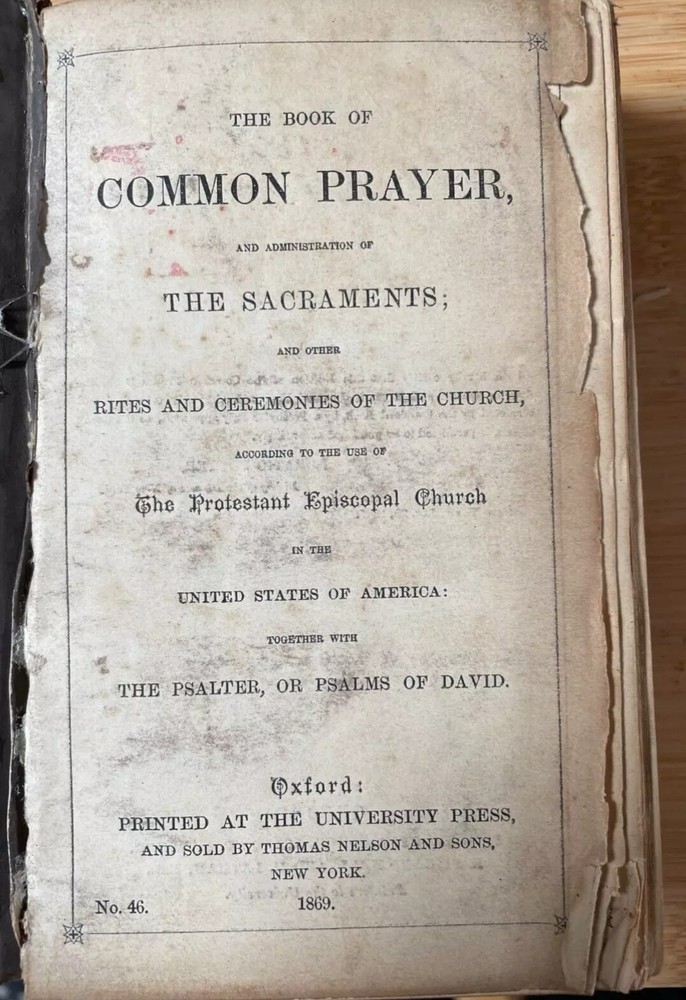 THE BOOK OF
COMMON PRAYER,
AND ADMINISTRATION OF
THE SACRAMENTS;
AND OTHER
RITES AND CEREMONIES OF THE CHURCH,
ACCORDING TO THE USE OF
The Protestant Episcopal Church
IN THE
UNITED STATES OF AMERICA:
TOGETHER WITH
THE PSALTER, OR PSALMS OF DAVID.
Oxford:
PRINTED AT THE UNIVERSITY PRESS,
AND SOLD BY THOMAS NELSON AND SONS,
NEW YORK.
No. 46. 1869.